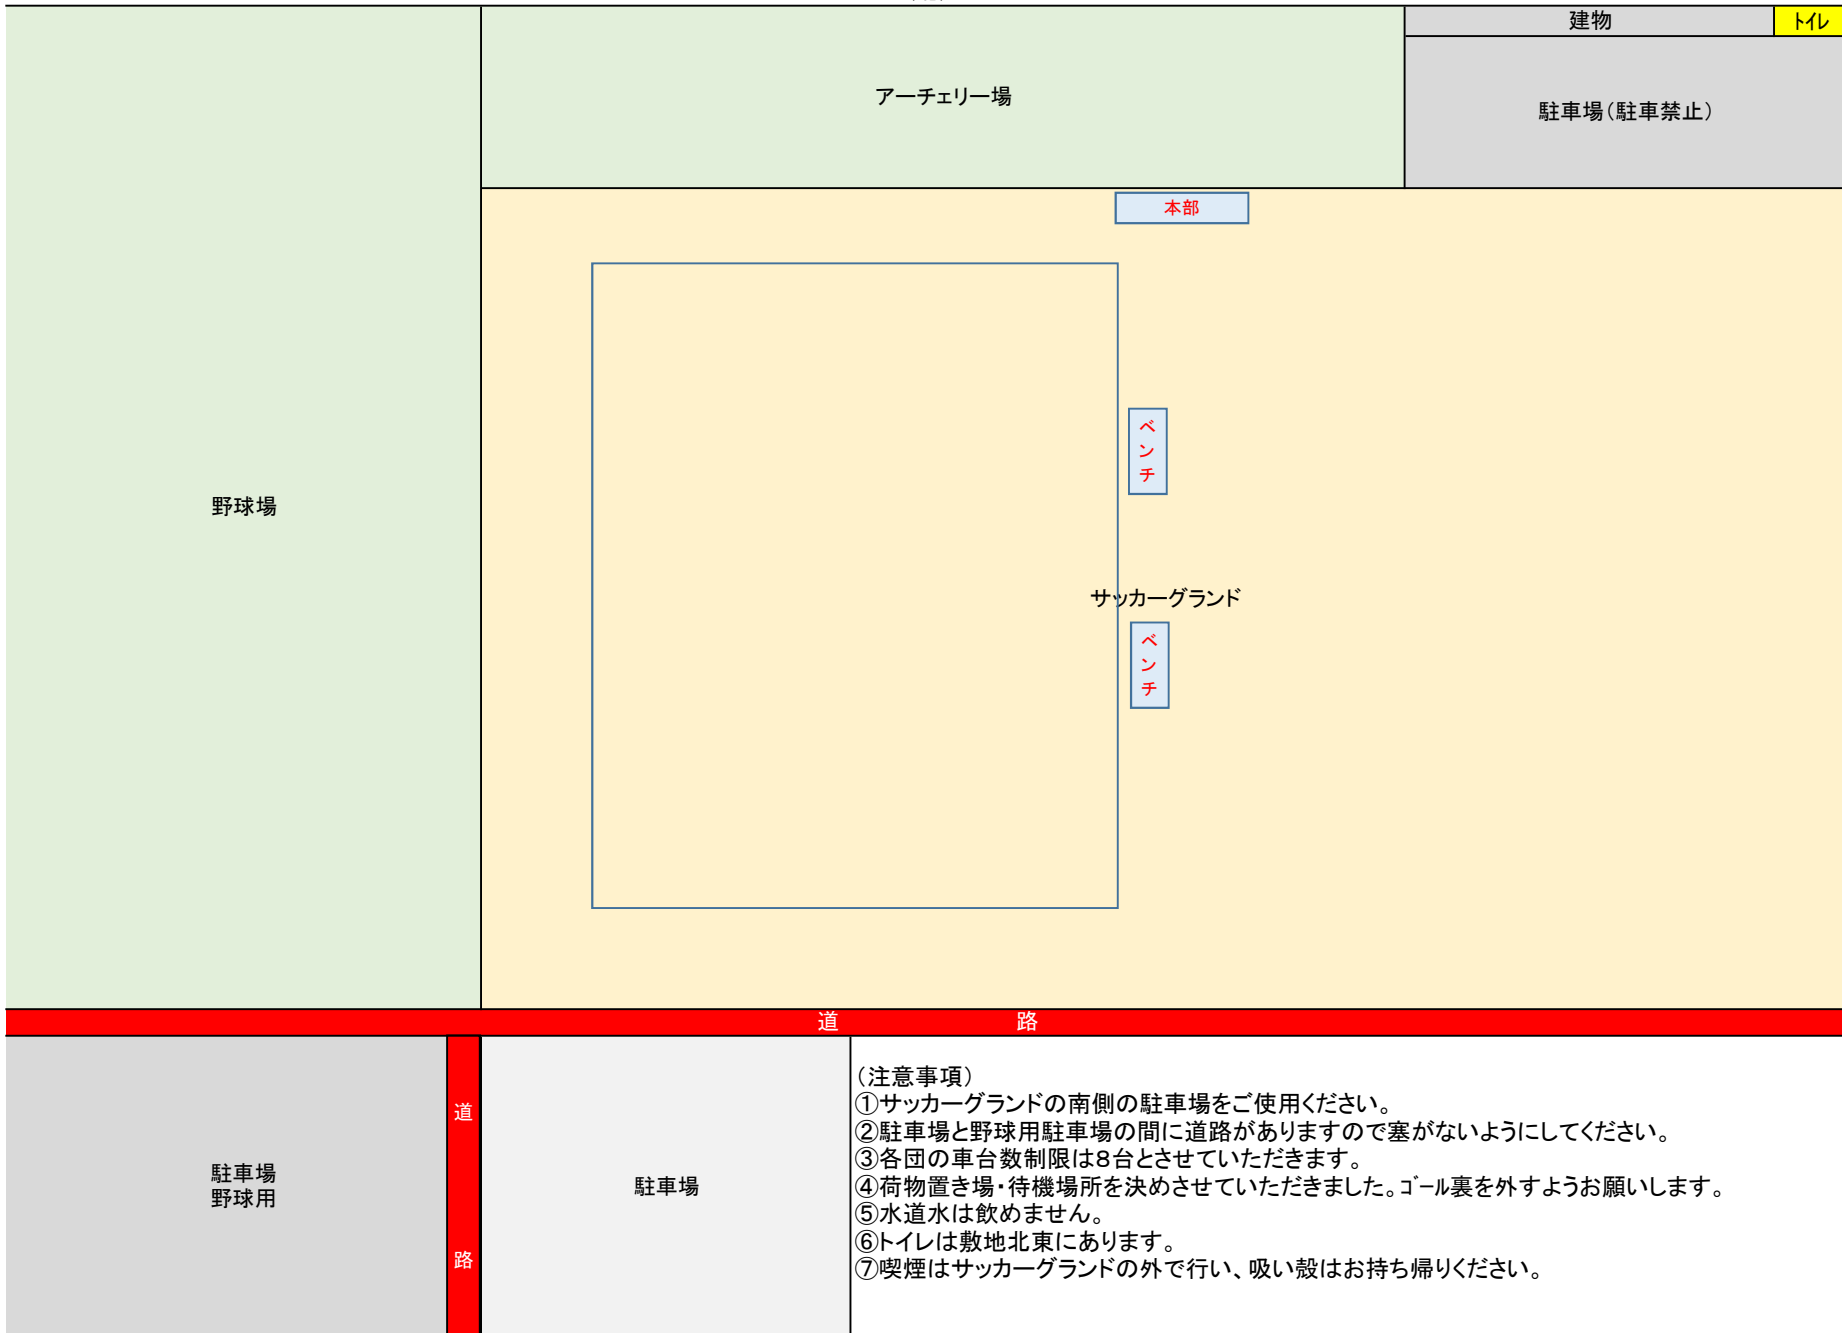 建物
トイレ
アーチェリー場
駐車場(駐車禁止)
本部
ベンチ
野球場
サッカーグランド
ベンチ
道 路
道路
駐車場
野球用
駐車場
(注意事項)
①サッカーグランドの南側の駐車場をご使用ください。
②駐車場と野球用駐車場の間に道路がありますので塞がないようにしてください。
③各団の車台数制限は8台とさせていただきます。
④荷物置き場・待機場所を決めさせていただきました。ゴール裏を外すようお願いします。
⑤水道水は飲めません。
⑥トイレは敷地北東にあります。
⑦喫煙はサッカーグランドの外で行い、吸い殻はお持ち帰りください。